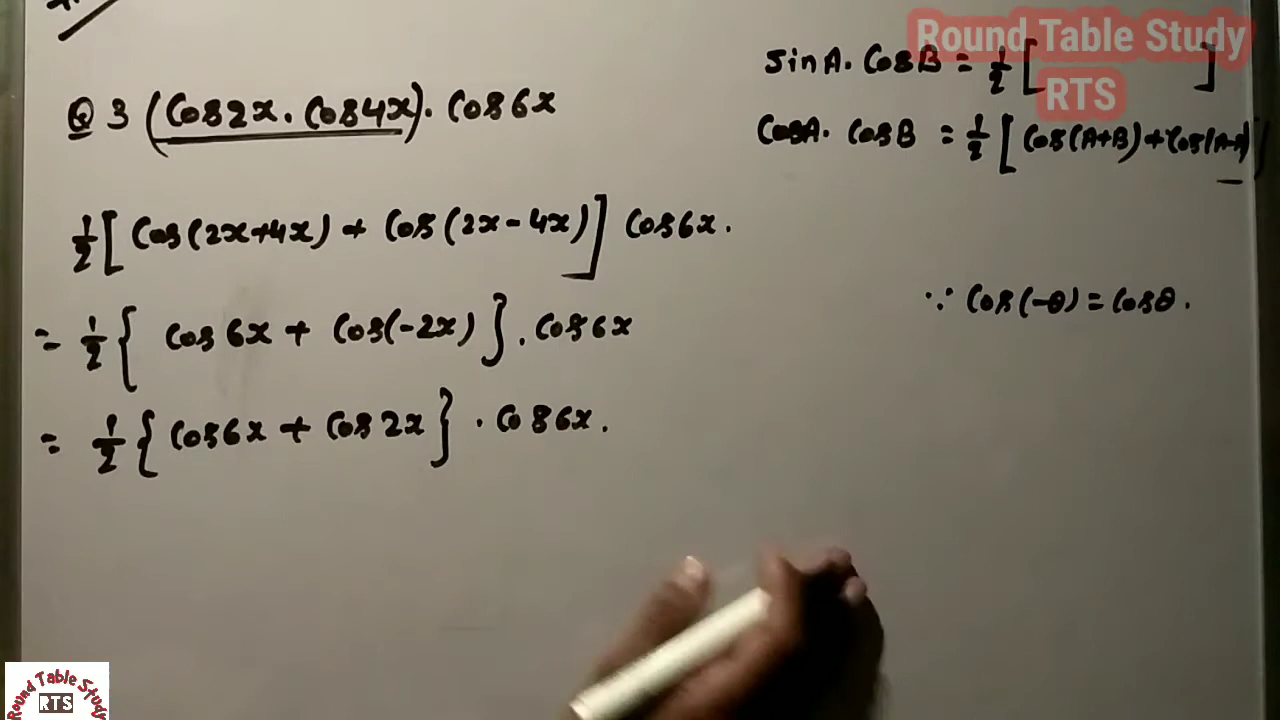 Round Table Study
RTS
sinA. CosB = 1/2 [ ]
CosA. CosB = 1/2 [ Cos(A+B) + Cos(A-B) ]
Q 3 (Cos2x. Cos4x). Cos6x
1/2 [ Cos(2x+4x) + Cos(2x-4x) ] Cos6x.
∵ Cos(-θ) = Cosθ.
= 1/2 { Cos6x + Cos(-2x) }. Cos6x
= 1/2 { Cos6x + Cos2x } . Cos6x.
Round Table Study
RTS